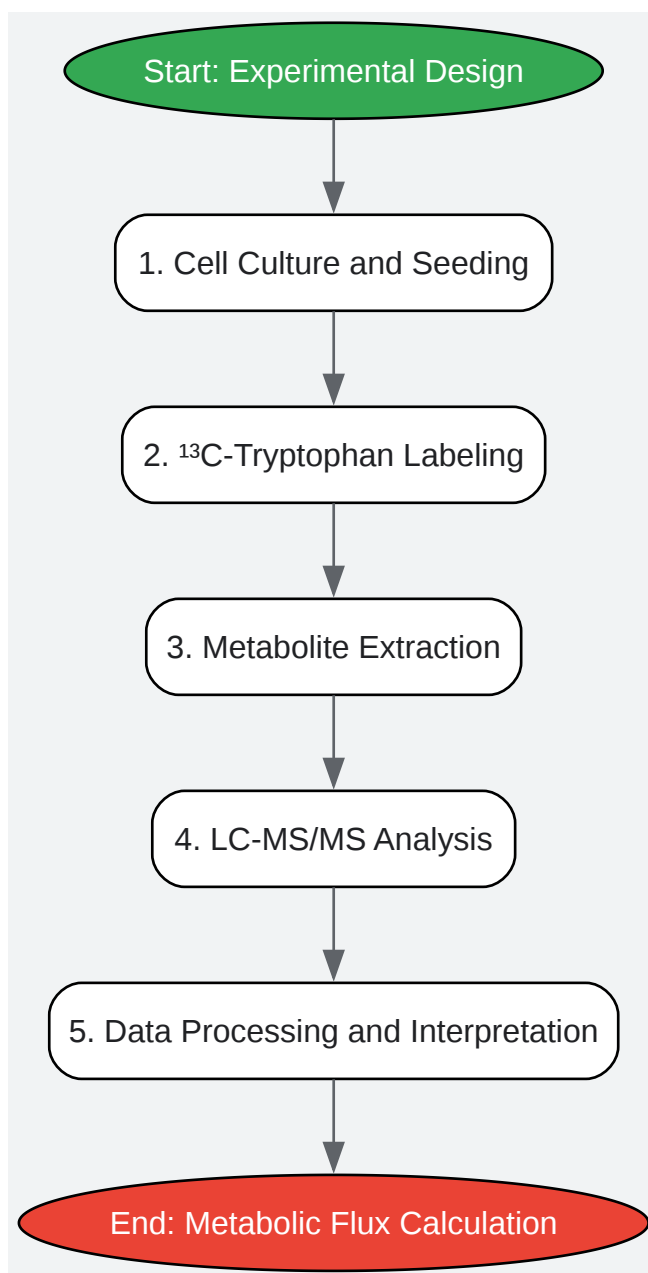 Start: Experimental Design
1. Cell Culture and Seeding
2. ¹³C-Tryptophan Labeling
3. Metabolite Extraction
4. LC-MS/MS Analysis
5. Data Processing and Interpretation
End: Metabolic Flux Calculation